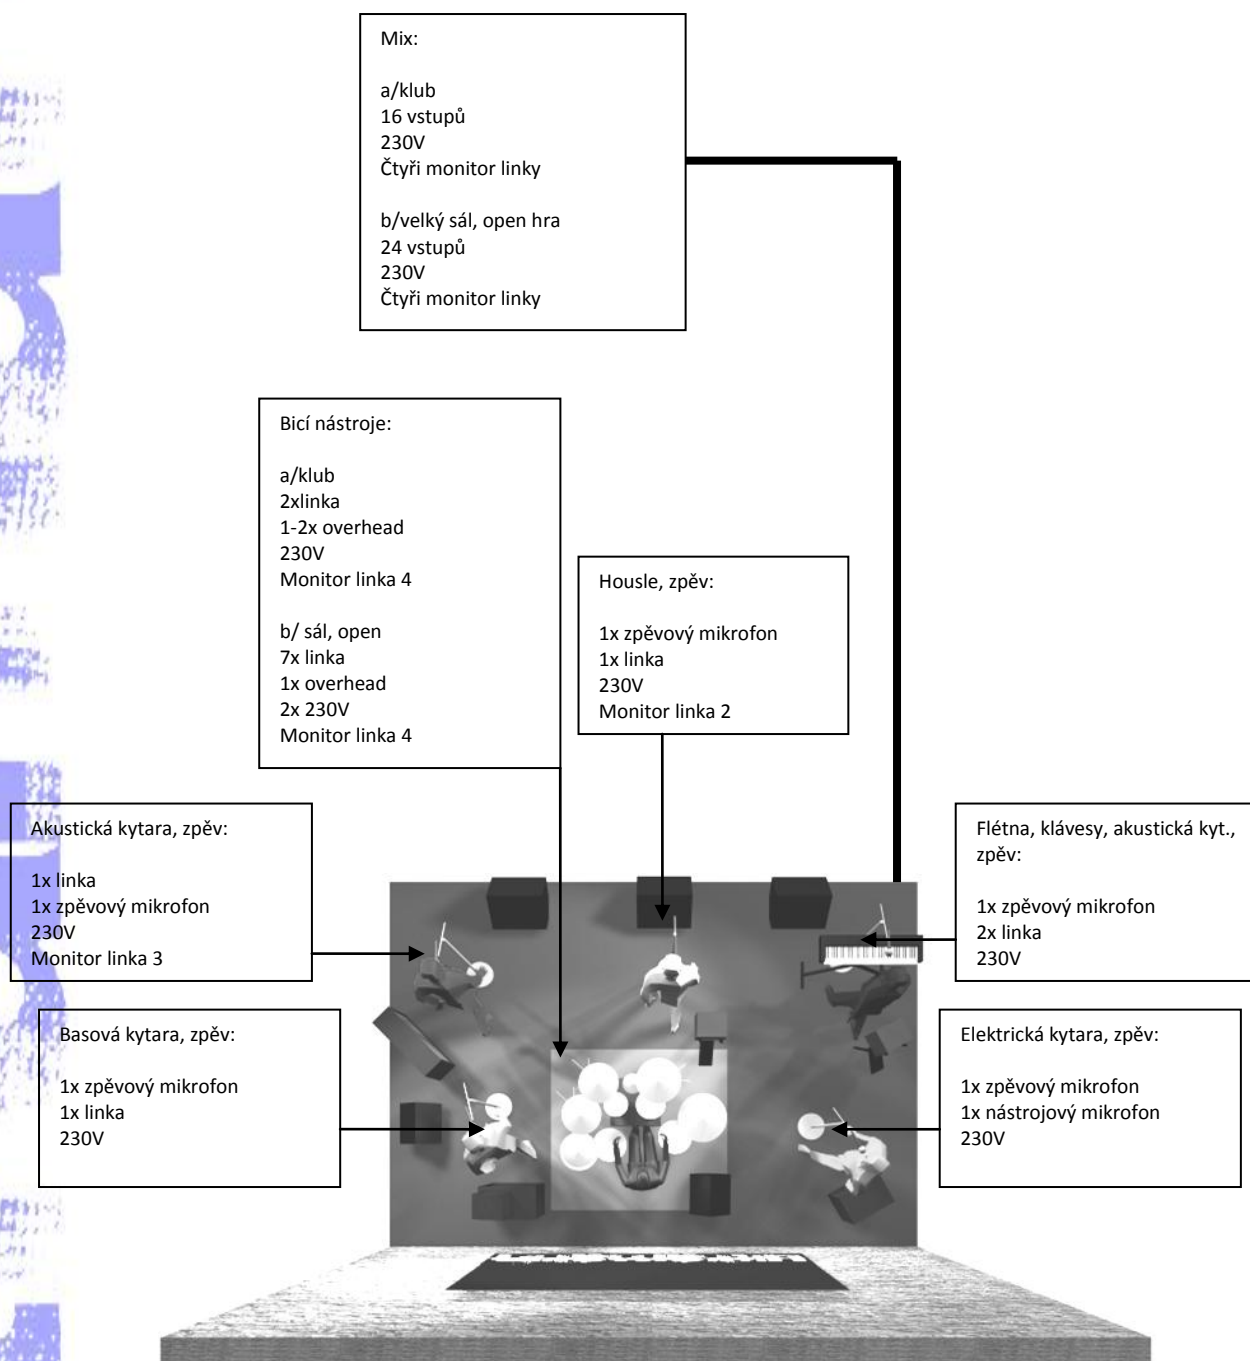 Mix:
a/klub
16 vstupů
230V
Čtyři monitor linky
b/velký sál, open hra
24 vstupů
230V
Čtyři monitor linky
Bicí nástroje:
a/klub
2xlinka
1-2x overhead
230V
Monitor linka 4
b/ sál, open
7x linka
1x overhead
2x 230V
Monitor linka 4
Housle, zpěv:
1x zpěvový mikrofon
1x linka
230V
Monitor linka 2
Akustická kytara, zpěv:
1x linka
1x zpěvový mikrofon
230V
Monitor linka 3
Flétna, klávesy, akustická kyt.,
zpěv:
1x zpěvový mikrofon
2x linka
230V
Basová kytara, zpěv:
1x zpěvový mikrofon
1x linka
230V
Elektrická kytara, zpěv:
1x zpěvový mikrofon
1x nástrojový mikrofon
230V